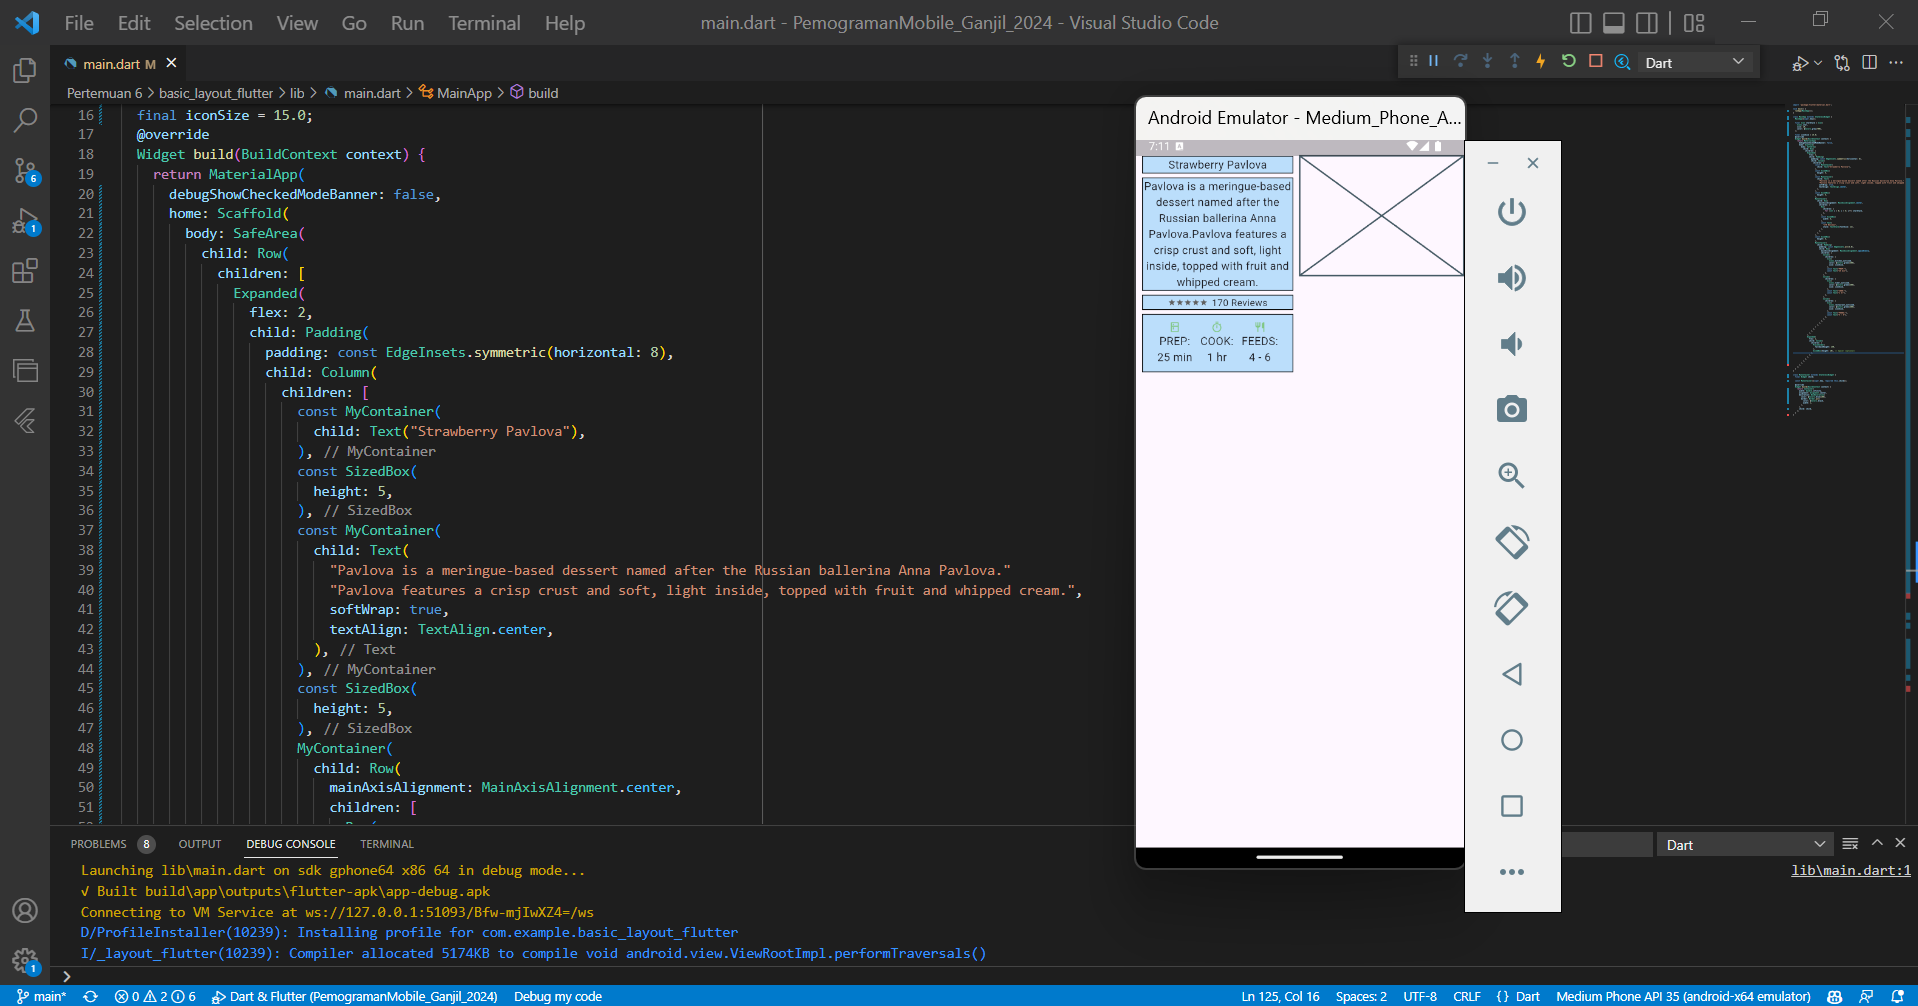 File Edit Selection View Go Run Terminal Help
main.dart - PemogramanMobile_Ganjil_2024 - Visual Studio Code
main.dart M
Dart
Pertemuan 6 > basic_layout_flutter > lib > main.dart > MainApp > build
16 final iconSize = 15.0;
17 @override
18 Widget build(BuildContext context) {
19 return MaterialApp(
20 debugShowCheckedModeBanner: false,
21 home: Scaffold(
22 body: SafeArea(
23 child: Row(
24 children: [
25 Expanded(
26 flex: 2,
27 child: Padding(
28 padding: const EdgeInsets.symmetric(horizontal: 8),
29 child: Column(
30 children: [
31 const MyContainer(
32 child: Text("Strawberry Pavlova"),
33 ), // MyContainer
34 const SizedBox(
35 height: 5,
36 ), // SizedBox
37 const MyContainer(
38 child: Text(
39 "Pavlova is a meringue-based dessert named after the Russian ballerina Anna Pavlova."
40 "Pavlova features a crisp crust and soft, light inside, topped with fruit and whipped cream.",
41 softWrap: true,
42 textAlign: TextAlign.center,
43 ), // Text
44 ), // MyContainer
45 const SizedBox(
46 height: 5,
47 ), // SizedBox
48 MyContainer(
49 child: Row(
50 mainAxisAlignment: MainAxisAlignment.center,
51 children: [
Android Emulator - Medium_Phone_A...
7:11
Strawberry Pavlova
Pavlova is a meringue-based
dessert named after the
Russian ballerina Anna
Pavlova.Pavlova features a
crisp crust and soft, light
inside, topped with fruit and
whipped cream.
170 Reviews
PREP: COOK: FEEDS:
25 min 1 hr 4 - 6
6
1
1
PROBLEMS 8 OUTPUT DEBUG CONSOLE TERMINAL
Dart
Launching lib\main.dart on sdk gphone64 x86 64 in debug mode...
lib\main.dart:1
√ Built build\app\outputs\flutter-apk\app-debug.apk
Connecting to VM Service at ws://127.0.0.1:51093/Bfw-mjIwXZ4=/ws
D/ProfileInstaller(10239): Installing profile for com.example.basic_layout_flutter
I/_layout_flutter(10239): Compiler allocated 5174KB to compile void android.view.ViewRootImpl.performTraversals()
>
main* 0 2 6 Dart & Flutter (PemogramanMobile_Ganjil_2024) Debug my code
Ln 125, Col 16 Spaces: 2 UTF-8 CRLF {} Dart Medium Phone API 35 (android-x64 emulator)